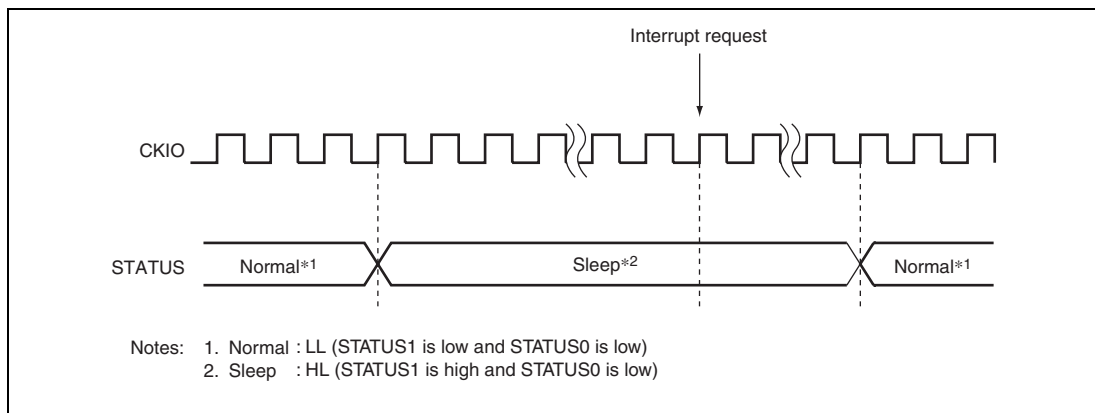 Interrupt request
CKIO
STATUS
Normal*1
Sleep*2
Normal*1
Notes: 1. Normal : LL (STATUS1 is low and STATUS0 is low)
2. Sleep : HL (STATUS1 is high and STATUS0 is low)